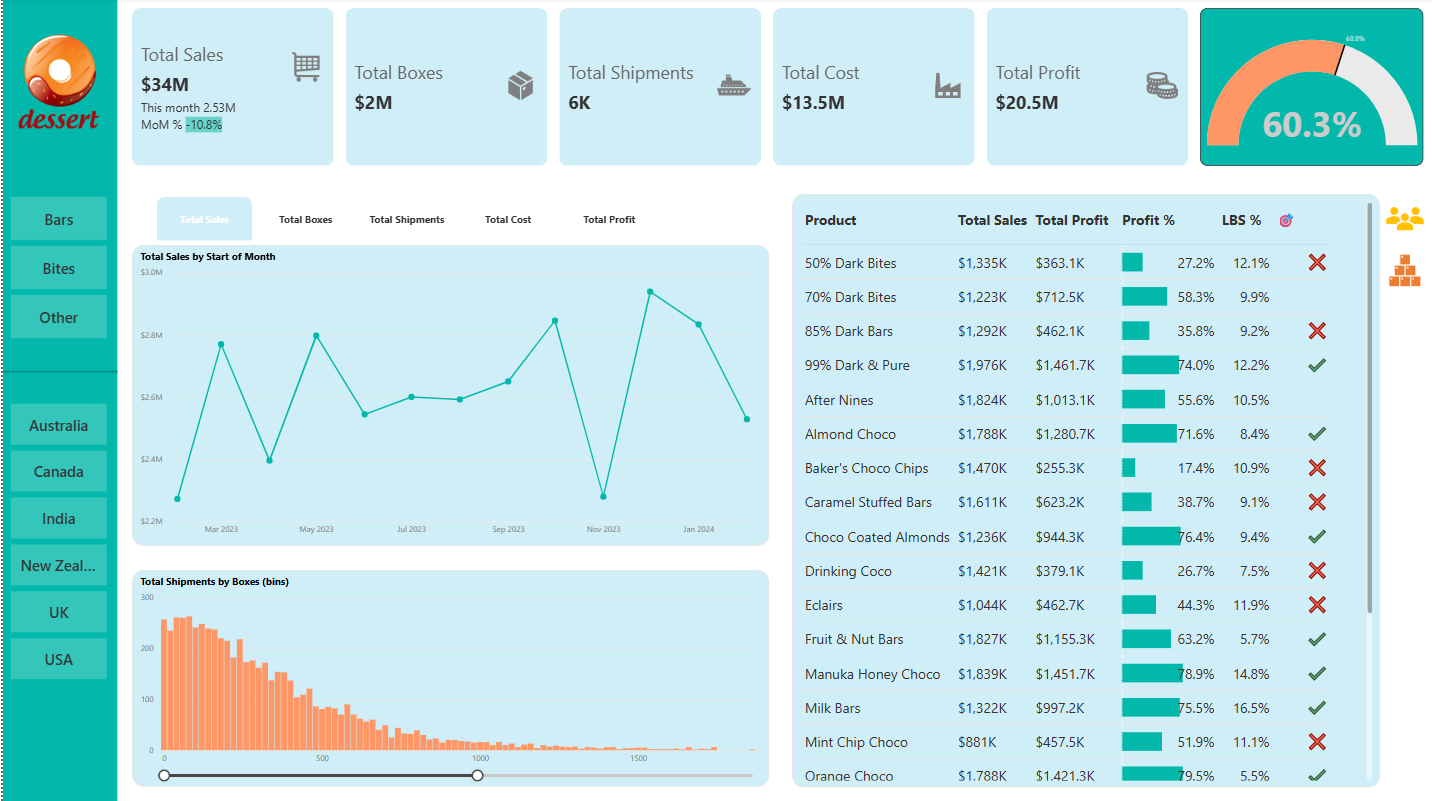 dessert
Bars
Bites
Other
Australia
Canada
India
New Zeal...
UK
USA
Total Sales
$34M
This month 2.53M
MoM % -10.8%
Total Boxes
$2M
Total Shipments
6K
Total Cost
$13.5M
Total Profit
$20.5M
60.0%
60.3%
Total Sales Total Boxes Total Shipments Total Cost Total Profit
Total Sales by Start of Month
$3.0M
$2.8M
$2.6M
$2.4M
$2.2M
Mar 2023 May 2023 Jul 2023 Sep 2023 Nov 2023 Jan 2024
Total Shipments by Boxes (bins)
300
200
100
0
0 500 1000 1500
Product Total Sales Total Profit Profit % LBS %
50% Dark Bites $1,335K $363.1K 27.2% 12.1%
70% Dark Bites $1,223K $712.5K 58.3% 9.9%
85% Dark Bars $1,292K $462.1K 35.8% 9.2%
99% Dark & Pure $1,976K $1,461.7K 74.0% 12.2%
After Nines $1,824K $1,013.1K 55.6% 10.5%
Almond Choco $1,788K $1,280.7K 71.6% 8.4%
Baker's Choco Chips $1,470K $255.3K 17.4% 10.9%
Caramel Stuffed Bars $1,611K $623.2K 38.7% 9.1%
Choco Coated Almonds $1,236K $944.3K 76.4% 9.4%
Drinking Coco $1,421K $379.1K 26.7% 7.5%
Eclairs $1,044K $462.7K 44.3% 11.9%
Fruit & Nut Bars $1,827K $1,155.3K 63.2% 5.7%
Manuka Honey Choco $1,839K $1,451.7K 78.9% 14.8%
Milk Bars $1,322K $997.2K 75.5% 16.5%
Mint Chip Choco $881K $457.5K 51.9% 11.1%
Orange Choco $1,788K $1,421.3K 79.5% 5.5%